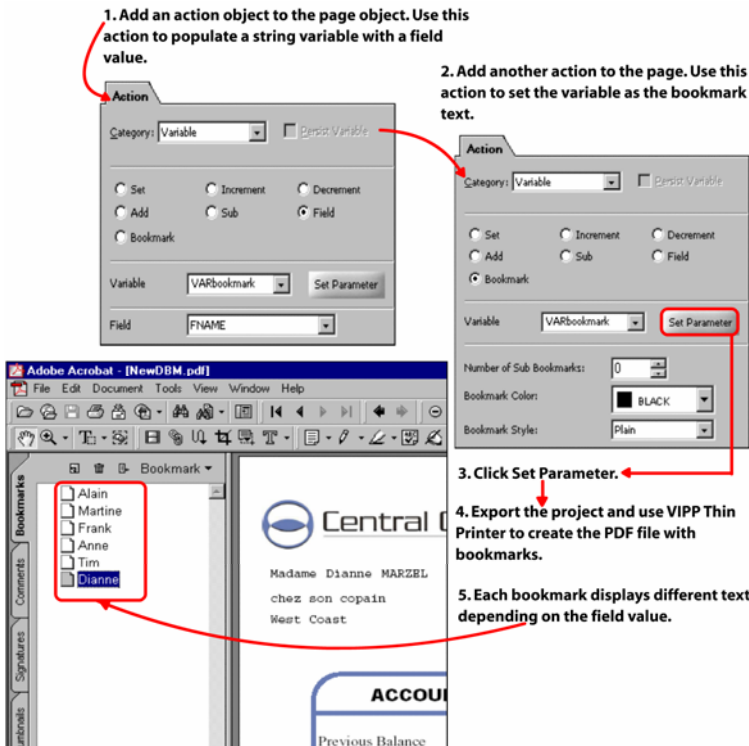 1. Add an action object to the page object. Use this
action to populate a string variable with a field
value.
Action
Category: Variable
Persist Variable
Set
Increment
Decrement
Add
Sub
Field
Bookmark
Variable
VARbookmark
Set Parameter
Field
FNAME
2. Add another action to the page. Use this
action to set the variable as the bookmark
text.
Action
Category: Variable
Persist Variable
Set
Increment
Decrement
Add
Sub
Field
Bookmark
Variable
VARbookmark
Set Parameter
Number of Sub Bookmarks:
0
Bookmark Color:
BLACK
Bookmark Style:
Plain
3. Click Set Parameter.
4. Export the project and use VIPP Thin
Printer to create the PDF file with
bookmarks.
5. Each bookmark displays different text
depending on the field value.
Adobe Acrobat - [NewDBM.pdf]
File Edit Document Tools View Window Help
Bookmark
Bookmarks
Comments
Signatures
Alain
Martine
Frank
Anne
Tim
Dianne
Central
Madame Dianne MARZEL
chez son copain
West Coast
ACCOU
Previous Balance